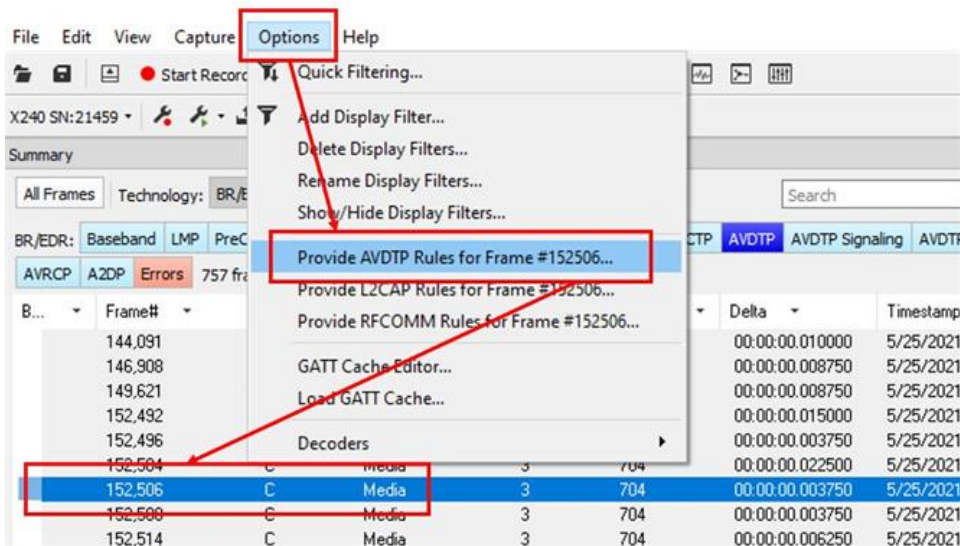 File Edit View Capture Options Help
Start Record Quick Filtering...
X240 SN:21459 Add Display Filter...
Summary Delete Display Filters...
Rename Display Filters...
All Frames Technology: BR/E Search
Show/Hide Display Filters...
BR/EDR: Baseband LMP PreC CTP AVDTP AVDTP Signaling AVDTP
Provide AVDTP Rules for Frame #152506...
AVRCP A2DP Errors 757 fra
Provide L2CAP Rules for Frame #152506...
B... Frame# Delta Timestamp
Provide RFCOMM Rules for Frame #152506...
144,091 00:00:00.010000 5/25/2021
146,908 GATT Cache Editor... 00:00:00.008750 5/25/2021
149,621 Load GATT Cache... 00:00:00.008750 5/25/2021
152,492 00:00:00.015000 5/25/2021
152,496 Decoders 00:00:00.003750 5/25/2021
152,504 C Media 3 704 00:00:00.022500 5/25/2021
152,506 C Media 3 704 00:00:00.003750 5/25/2021
152,508 C Media 3 704 00:00:00.003750 5/25/2021
152,514 C Media 3 704 00:00:00.006250 5/25/2021